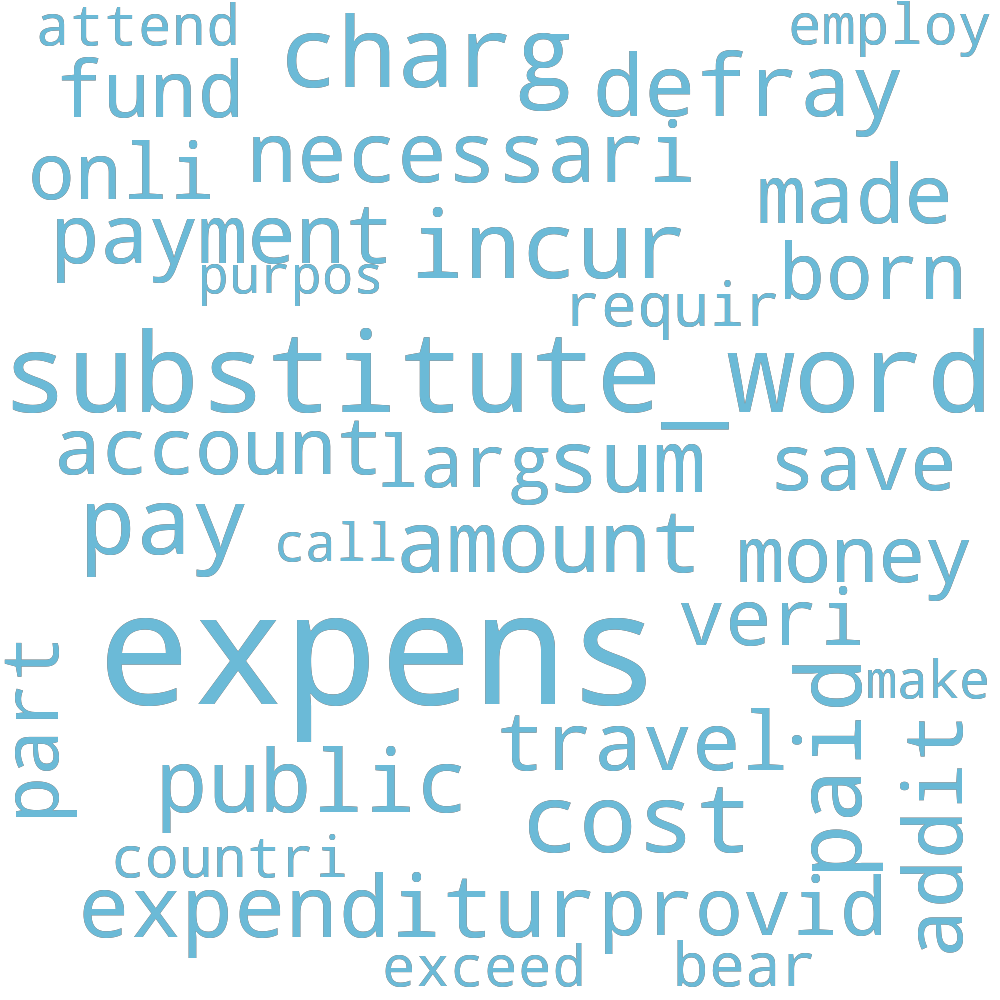 attend
employ
charg
fund
defray
necessari
onli
made
payment
incur
born
purpos
requir
substitute_word
account
larg
sum
save
pay
call
amount
money
veri
expens
part
paid
make
travel
public
addit
cost
countri
expenditur
provid
exceed
bear